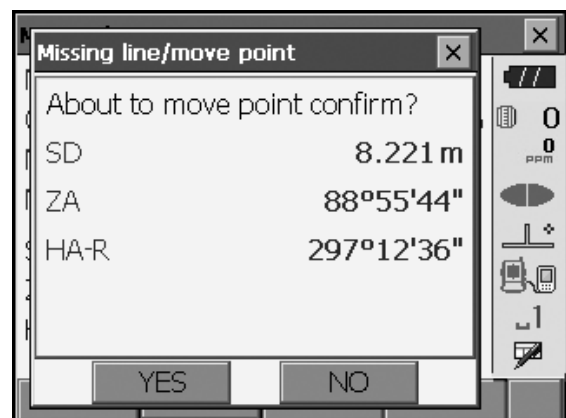 Missing line/move point
About to move point confirm?
SD 8.221 m
ZA 88°55'44"
HA-R 297°12'36"
YES NO
0
0
PPM
1